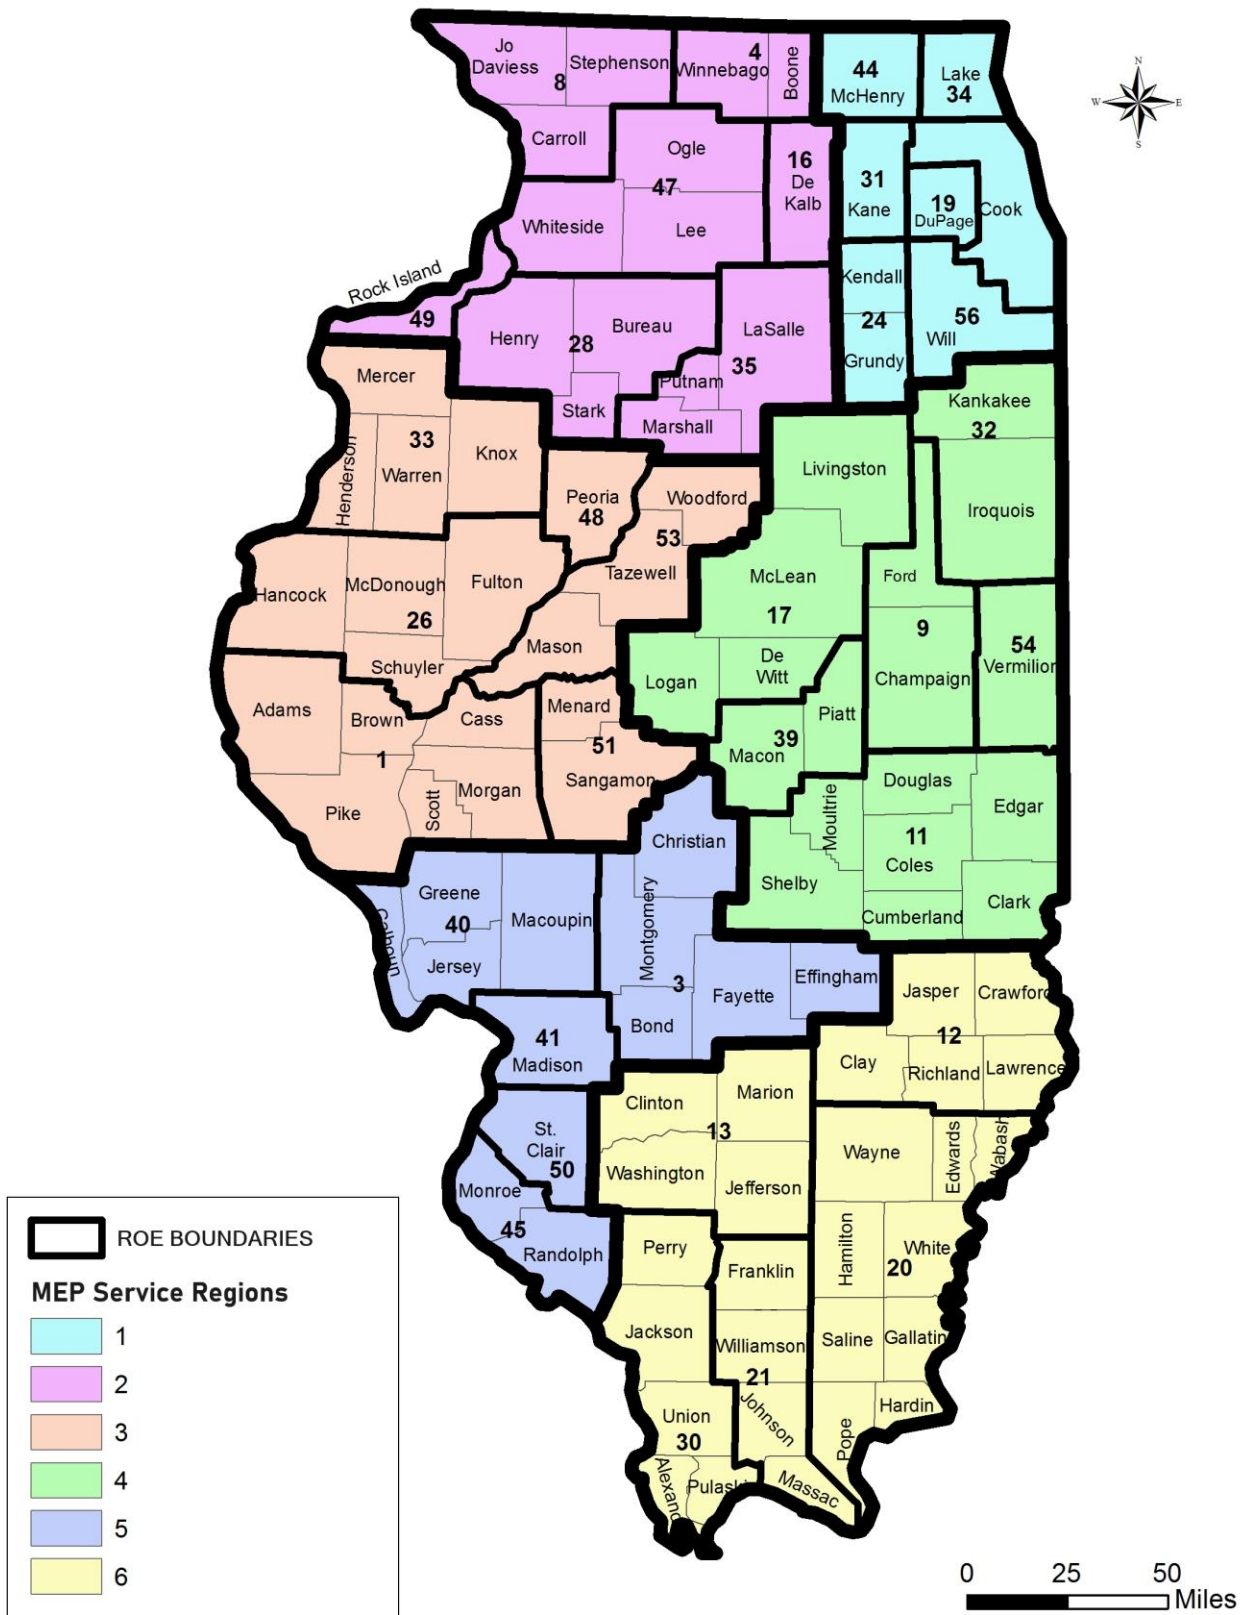 N
W
E
S
Jo
Daviess
8
Stephenson
Winnebago
4
Boone
44
McHenry
Lake
34
Carroll
Ogle
47
16
De
Kalb
31
Kane
19
DuPage
Cook
Whiteside
Lee
Kendall
24
Grundy
56
Will
Rock Island
49
Henry
28
Bureau
LaSalle
35
Putnam
Stark
Marshall
Mercer
33
Henderson
Warren
Knox
Kankakee
32
Iroquois
Livingston
Peoria
48
Woodford
53
Tazewell
McLean
17
Ford
9
Champaign
54
Vermilion
Hancock
McDonough
26
Fulton
Schuyler
Mason
Logan
De
Witt
Piatt
Adams
Brown
1
Cass
Menard
51
Sangamon
Macon
39
Pike
Scott
Morgan
Douglas
Moultrie
11
Coles
Edgar
Christian
Shelby
Cumberland
Clark
Greene
40
Calhoun
Jersey
Macoupin
Montgomery
3
Bond
Fayette
Effingham
Jasper
Crawford
12
Clay
Richland
Lawrence
41
Madison
Clinton
Marion
13
Washington
Jefferson
St.
Clair
50
Monroe
45
Randolph
Wayne
Edwards
Wabash
Hamilton
White
20
Perry
Franklin
Jackson
Williamson
21
Saline
Gallatin
Union
30
Johnson
Pope
Hardin
Alexand
Pulaski
Massac
ROE BOUNDARIES
MEP Service Regions
1
2
3
4
5
6
0 25 50
Miles